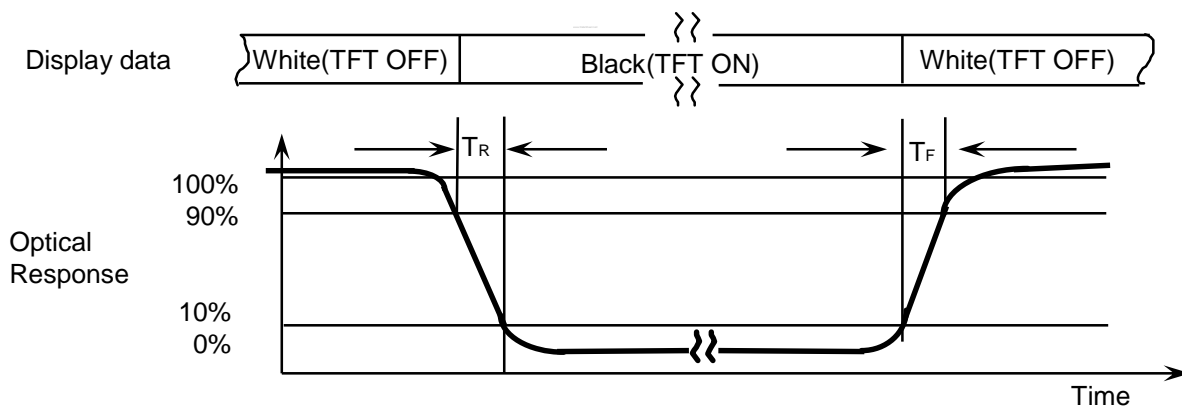 Display data
White(TFT OFF) Black(TFT ON) White(TFT OFF)
TR TF
100%
90%
Optical
Response
10%
0%
Time